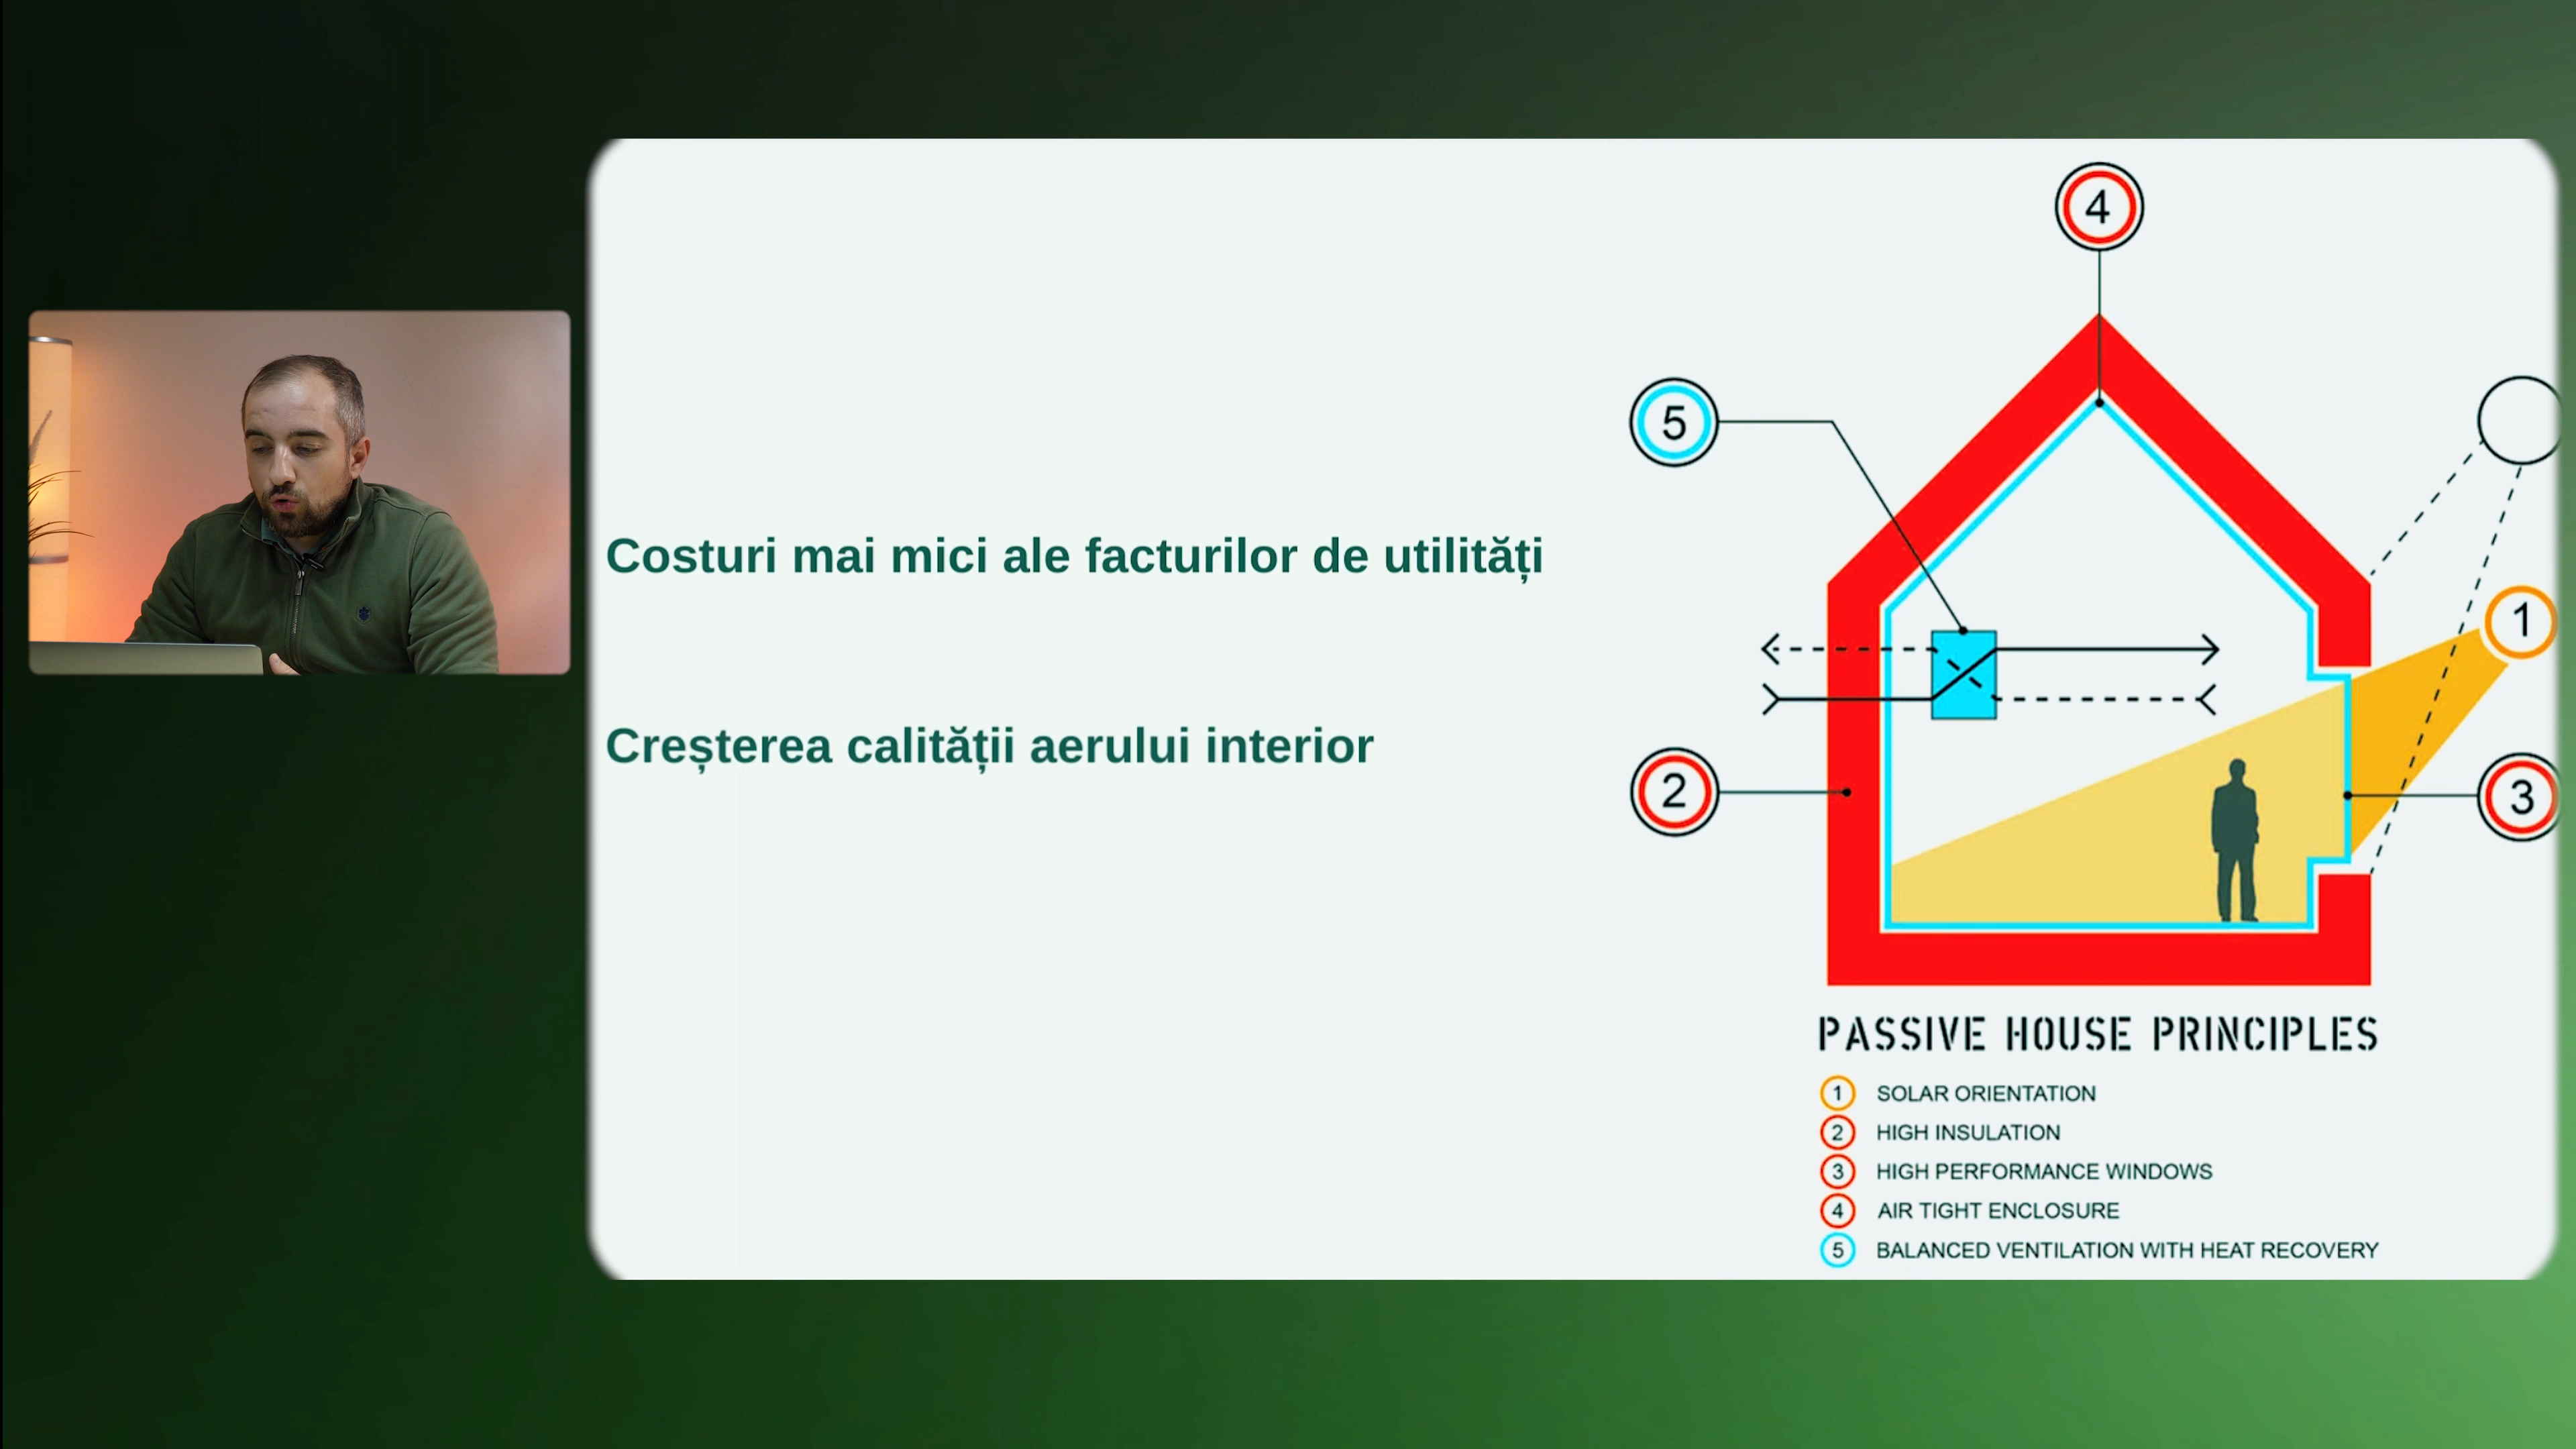 Costuri mai mici ale facturilor de utilități
Creșterea calității aerului interior
4
5
1
2
3
PASSIVE HOUSE PRINCIPLES
1 SOLAR ORIENTATION
2 HIGH INSULATION
3 HIGH PERFORMANCE WINDOWS
4 AIR TIGHT ENCLOSURE
5 BALANCED VENTILATION WITH HEAT RECOVERY